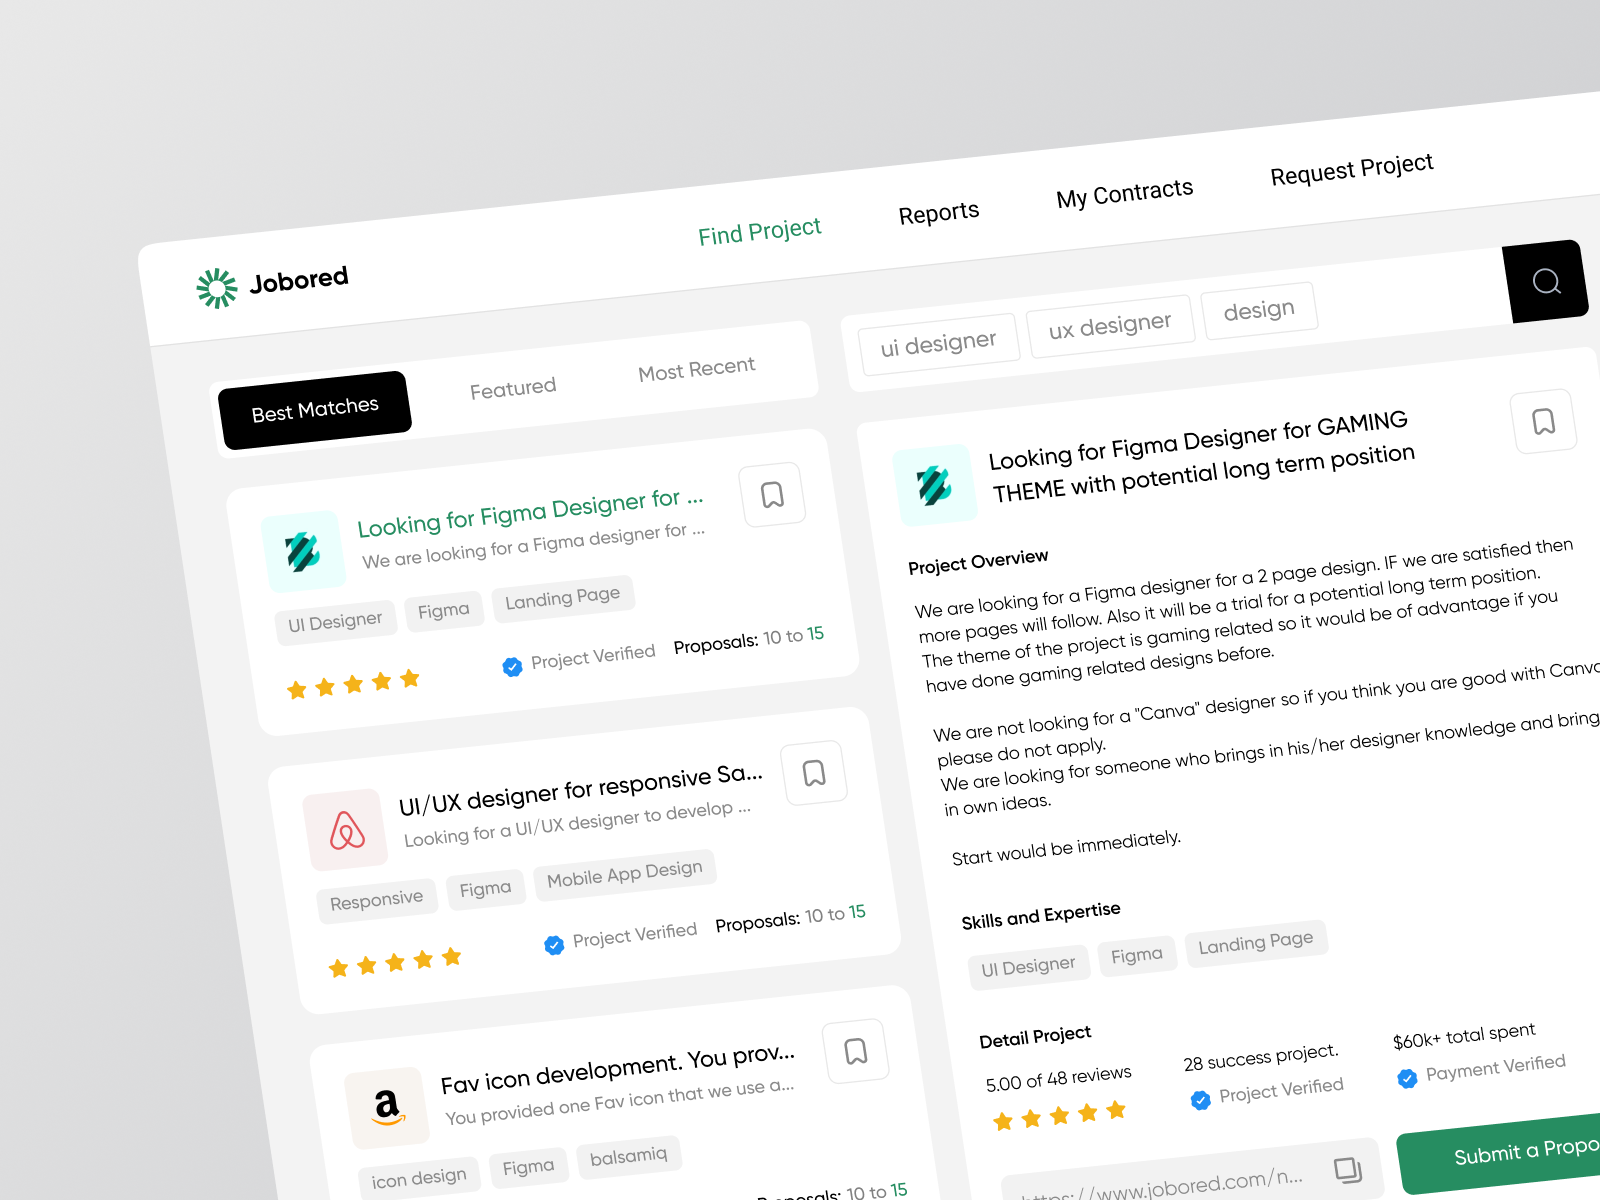 Jobored
Find Project
Reports
My Contracts
Request Project
Best Matches
Featured
Most Recent
ui designer
ux designer
design
Looking for Figma Designer for ...
We are looking for a Figma designer for ...
UI Designer
Figma
Landing Page
Project Verified
Proposals: 10 to 15
UI/UX designer for responsive Sa...
Looking for a UI/UX designer to develop ...
Responsive
Figma
Mobile App Design
Project Verified
Proposals: 10 to 15
Fav icon development. You prov...
You provided one Fav icon that we use a...
icon design
Figma
balsamiq
Proposals: 10 to 15
Looking for Figma Designer for GAMING
THEME with potential long term position
Project Overview
We are looking for a Figma designer for a 2 page design. IF we are satisfied then
more pages will follow. Also it will be a trial for a potential long term position.
The theme of the project is gaming related so it would be of advantage if you
have done gaming related designs before.
We are not looking for a "Canva" designer so if you think you are good with Canva
please do not apply.
We are looking for someone who brings in his/her designer knowledge and bring
in own ideas.
Start would be immediately.
Skills and Expertise
UI Designer
Figma
Landing Page
Detail Project
5.00 of 48 reviews
28 success project.
Project Verified
$60k+ total spent
Payment Verified
https://www.jobored.com/n...
Submit a Propo